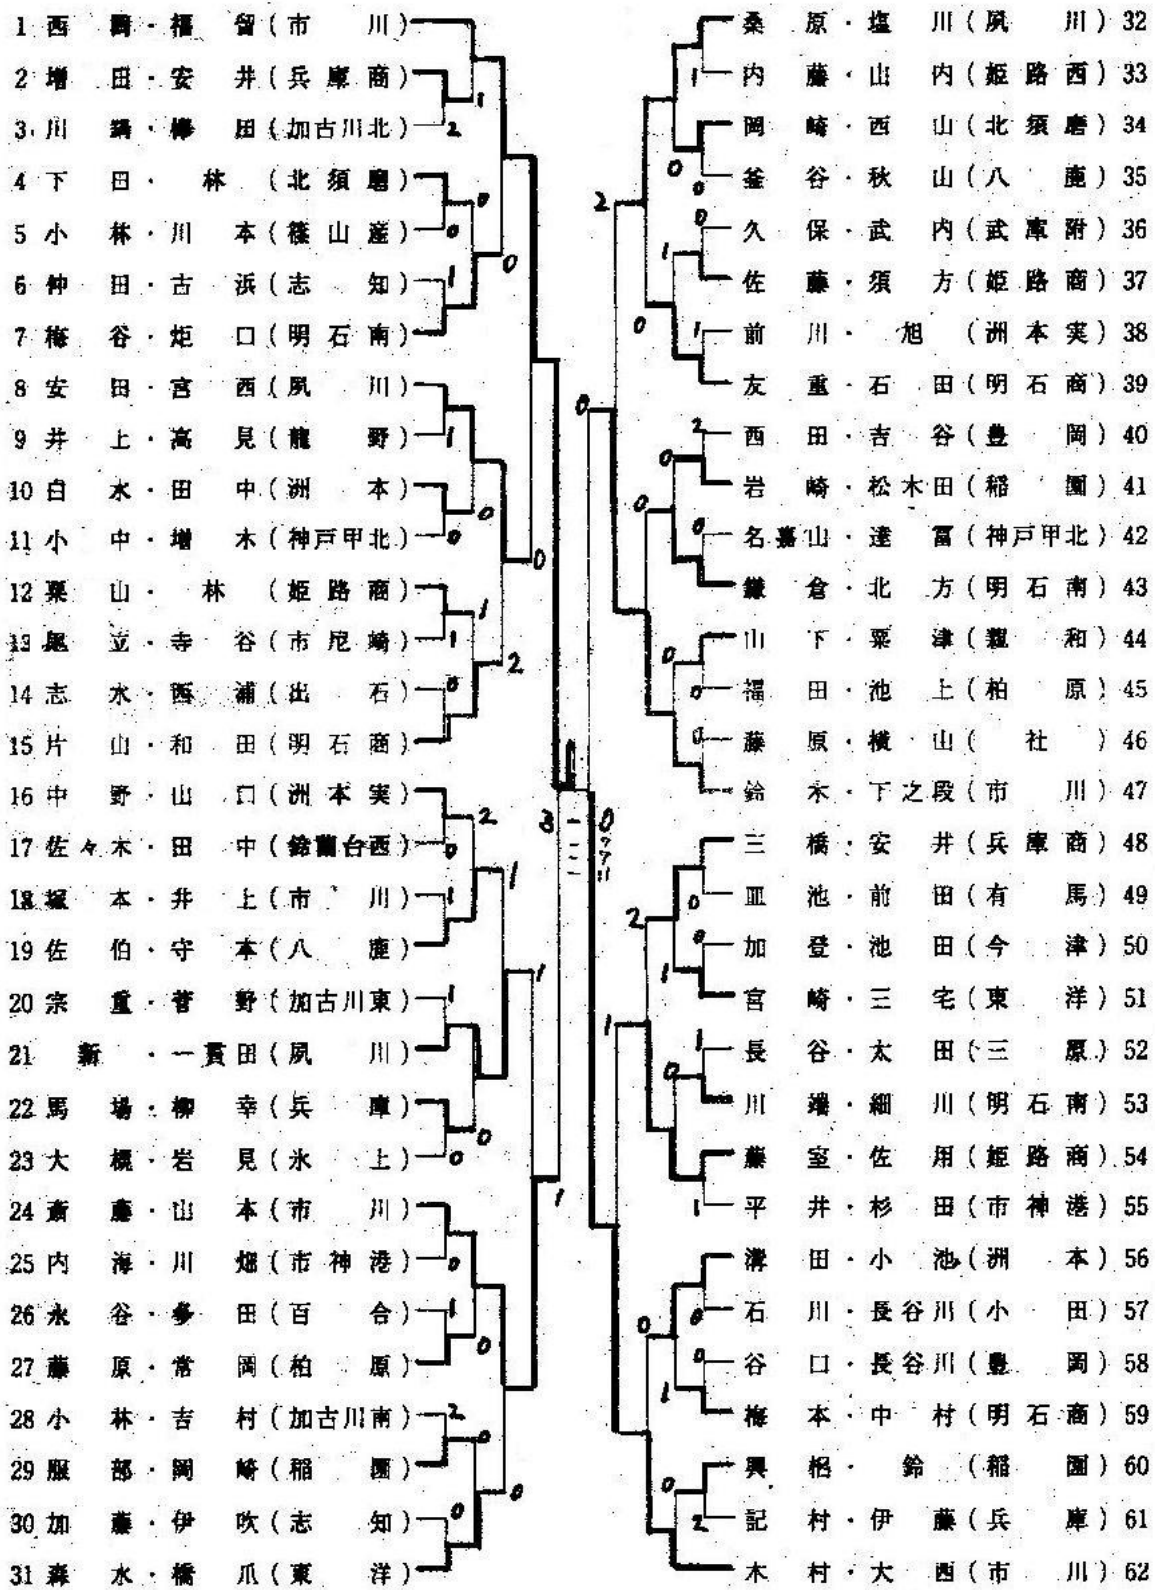 1 西 ・福 留(市 川)
2 増 田・安 井(兵庫商)
3 川 ・ 田(加古川北)
4 下 田・ 林(北須磨)
5 小 林・川 本(篠山産)
6 仲 田・古 浜(志 知)
7 梅 谷・炬 口(明石南)
8 安 田・宮 西(夙 川)
9 井 上・高 見(龍 野)
10 白 水・田 中(洲 本)
11 小 中・増 木(神戸甲北)
12 栗 山・ 林(姫路商)
13 足 立・寺 谷(市尼崎)
14 志 水・西 浦(出 石)
15 片 山・和 田(明石商)
16 中 野・山 口(洲本実)
17 佐々木・田 中(鈴蘭台西)
18 塚 本・井 上(市 川)
19 佐 伯・守 本(八 鹿)
20 宗 重・菅 野(加古川東)
21 新 ・一貫田(夙 川)
22 馬 場・柳 幸(兵 庫)
23 大 槻・岩 見(氷 上)
24 斎 藤・山 本(市 川)
25 内 海・川 畑(市神港)
26 永 谷・多 田(百 合)
27 藤 原・常 岡(柏 原)
28 小 林・吉 村(加古川南)
29 服 部・岡 崎(稲 園)
30 加 藤・伊 吹(志 知)
31 森 水・橋 爪(東 洋)
桑 原・塩 川(夙 川)32
内 藤・山 内(姫路西)33
岡 崎・西 山(北須磨)34
釜 谷・秋 山(八 鹿)35
久 保・武 内(武庫附)36
佐 藤・須 方(姫路商)37
前 川・ 旭(洲本実)38
友 重・石 田(明石商)39
西 田・吉 谷(豊 岡)40
岩 崎・松木田(稲 園)41
名嘉山・達 冨(神戸甲北)42
鎌 倉・北 方(明石南)43
山 下・粟 津(親 和)44
福 田・池 上(柏 原)45
藤 原・横 山( 社 )46
鈴 木・下之段(市 川)47
三 橋・安 井(兵庫商)48
皿 池・前 田(有 馬)49
加 登・池 田(今 津)50
宮 崎・三 宅(東 洋)51
長 谷・太 田(三 原)52
川 端・細 川(明石南)53
藤 室・佐 用(姫路商)54
平 井・杉 田(市神港)55
溝 田・小 池(洲 本)56
石 川・長谷川(小 田)57
谷 口・長谷川(豊 岡)58
梅 本・中 村(明石商)59
興 梠・ 鈴(稲 園)60
記 村・伊 藤(兵 庫)61
木 村・大 西(市 川)62